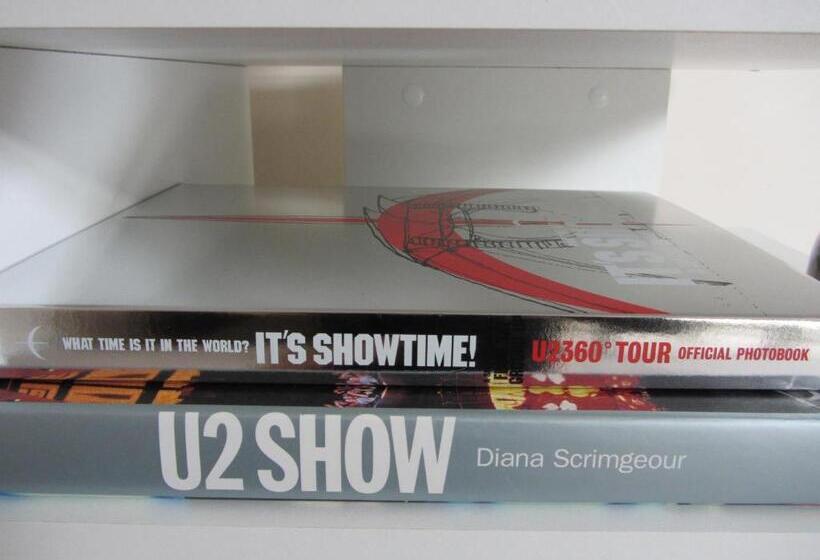 WHAT TIME IS IT IN THE WORLD? IT'S SHOWTIME! U2360° TOUR OFFICIAL PHOTOBOOK
U2 SHOW Diana Scrimgeour